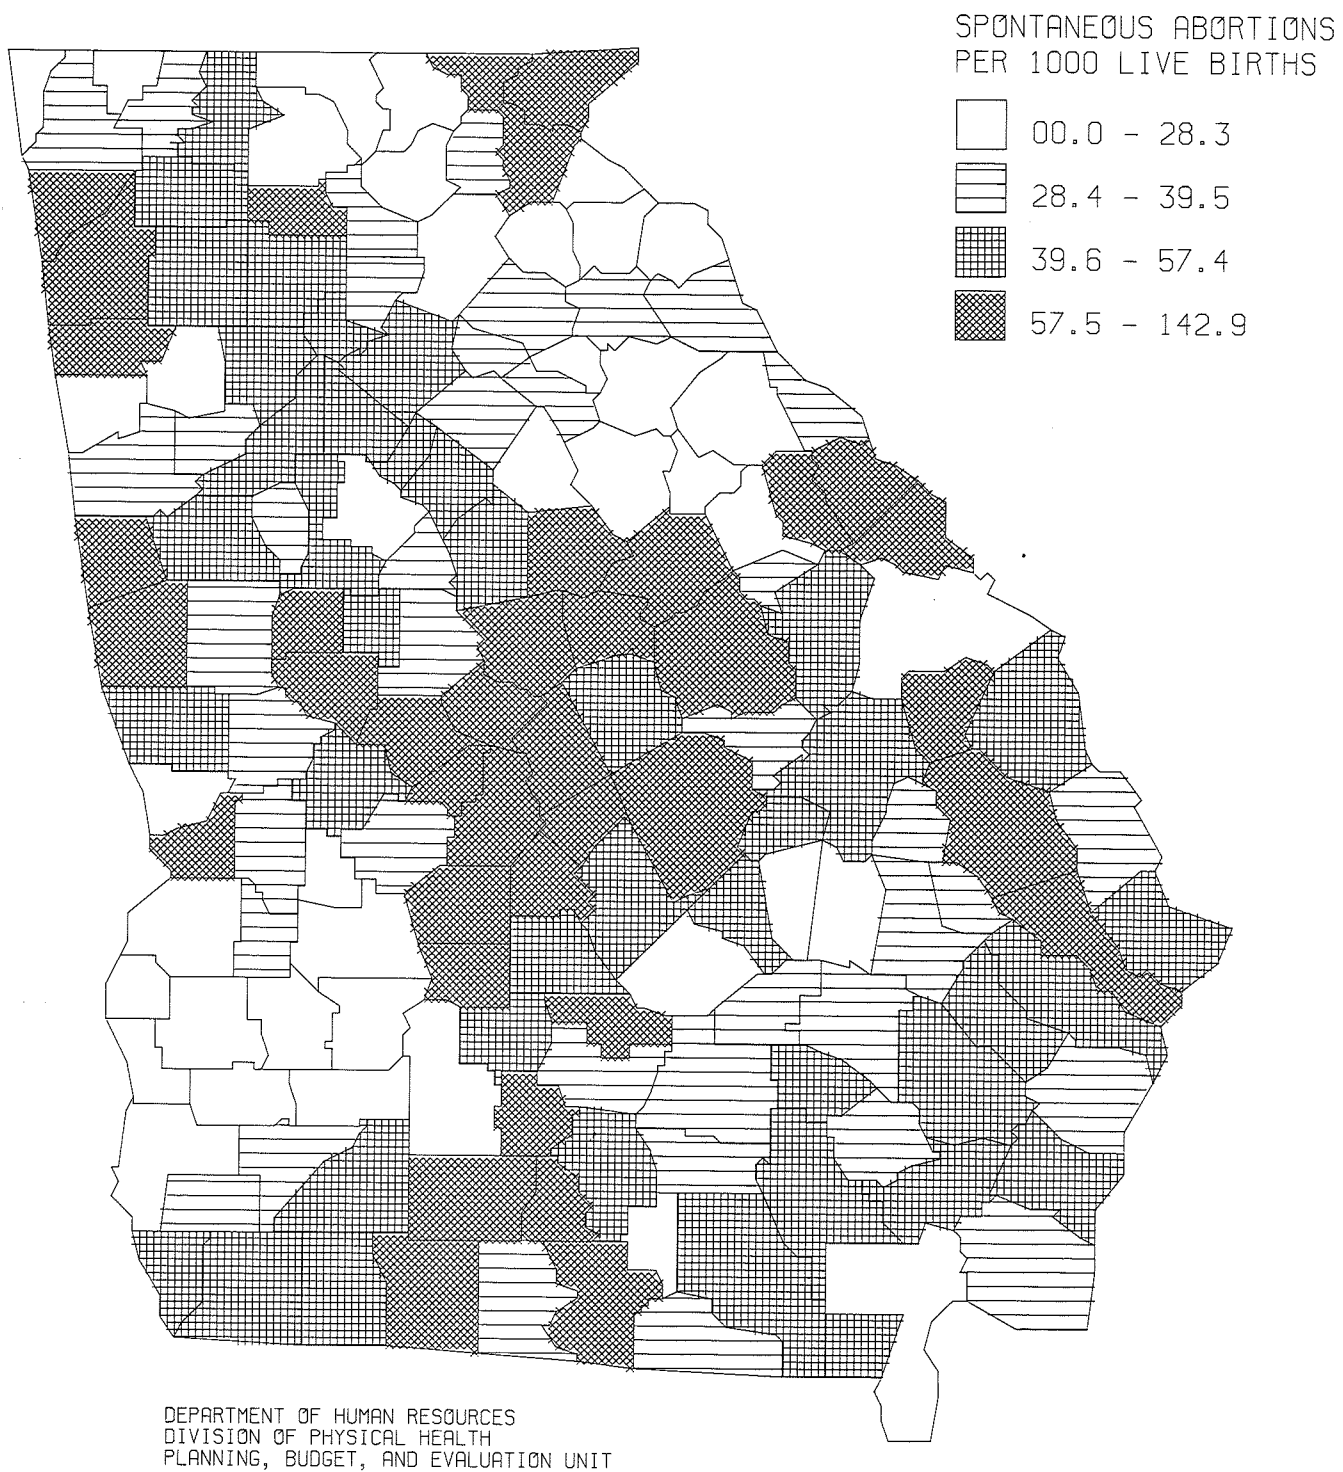 SPONTANEOUS ABORTIONS
PER 1000 LIVE BIRTHS
00.0 - 28.3
28.4 - 39.5
39.6 - 57.4
57.5 - 142.9
DEPARTMENT OF HUMAN RESOURCES
DIVISION OF PHYSICAL HEALTH
PLANNING, BUDGET, AND EVALUATION UNIT